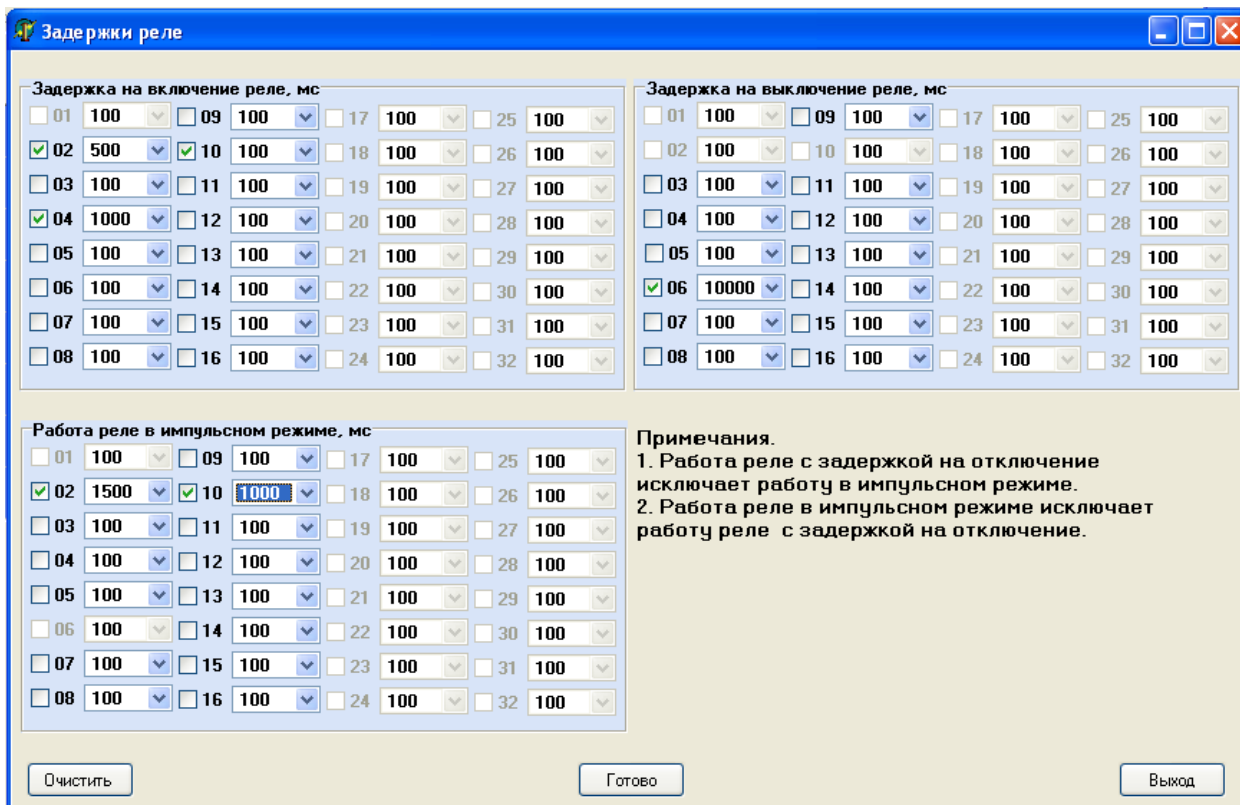 Задержки реле
Задержка на включение реле, мс
01 100 09 100 17 100 25 100
02 500 10 100 18 100 26 100
03 100 11 100 19 100 27 100
04 1000 12 100 20 100 28 100
05 100 13 100 21 100 29 100
06 100 14 100 22 100 30 100
07 100 15 100 23 100 31 100
08 100 16 100 24 100 32 100
Задержка на выключение реле, мс
01 100 09 100 17 100 25 100
02 100 10 100 18 100 26 100
03 100 11 100 19 100 27 100
04 100 12 100 20 100 28 100
05 100 13 100 21 100 29 100
06 10000 14 100 22 100 30 100
07 100 15 100 23 100 31 100
08 100 16 100 24 100 32 100
Работа реле в импульсном режиме, мс
01 100 09 100 17 100 25 100
02 1500 10 1000 18 100 26 100
03 100 11 100 19 100 27 100
04 100 12 100 20 100 28 100
05 100 13 100 21 100 29 100
06 100 14 100 22 100 30 100
07 100 15 100 23 100 31 100
08 100 16 100 24 100 32 100
Примечания.
1. Работа реле с задержкой на отключение
исключает работу в импульсном режиме.
2. Работа реле в импульсном режиме исключает
работу реле с задержкой на отключение.
Очистить
Готово
Выход